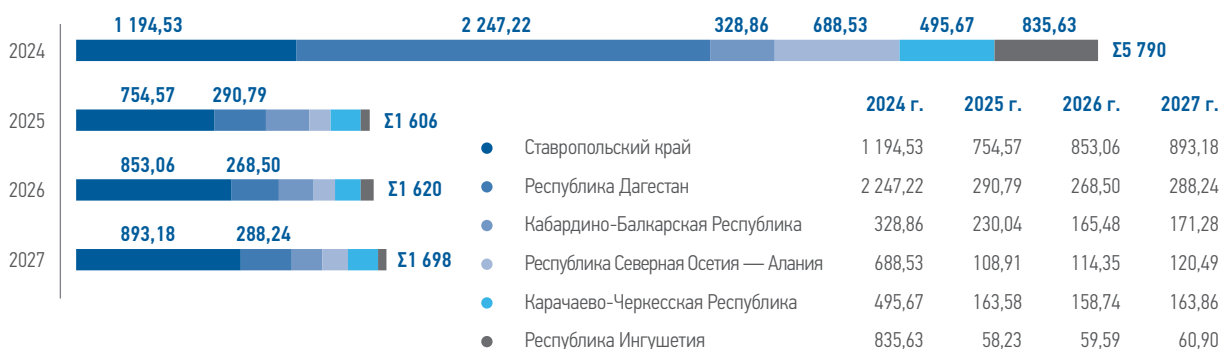 1 194,53 2 247,22 328,86 688,53 495,67 835,63
2024 Σ5 790
754,57 290,79
2025 Σ1 606
853,06 268,50
2026 Σ1 620
893,18 288,24
2027 Σ1 698
2024 г. 2025 г. 2026 г. 2027 г.
Ставропольский край 1 194,53 754,57 853,06 893,18
Республика Дагестан 2 247,22 290,79 268,50 288,24
Кабардино-Балкарская Республика 328,86 230,04 165,48 171,28
Республика Северная Осетия — Алания 688,53 108,91 114,35 120,49
Карачаево-Черкесская Республика 495,67 163,58 158,74 163,86
Республика Ингушетия 835,63 58,23 59,59 60,90